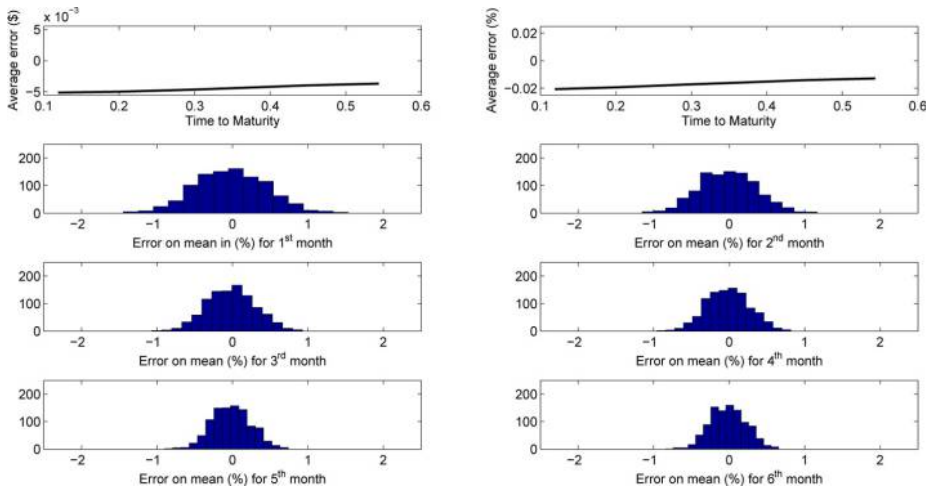 × 10⁻³
Average error ($)
5
0
−5
0.1 0.2 0.3 0.4 0.5 0.6
Time to Maturity
Average error (%)
0.02
0
−0.02
0.1 0.2 0.3 0.4 0.5 0.6
Time to Maturity
200
100
0
−2 −1 0 1 2
Error on mean in (%) for 1ˢᵗ month
200
100
0
−2 −1 0 1 2
Error on mean (%) for 2ⁿᵈ month
200
100
0
−2 −1 0 1 2
Error on mean (%) for 3ʳᵈ month
200
100
0
−2 −1 0 1 2
Error on mean (%) for 4ᵗʰ month
200
100
0
−2 −1 0 1 2
Error on mean (%) for 5ᵗʰ month
200
100
0
−2 −1 0 1 2
Error on mean (%) for 6ᵗʰ month